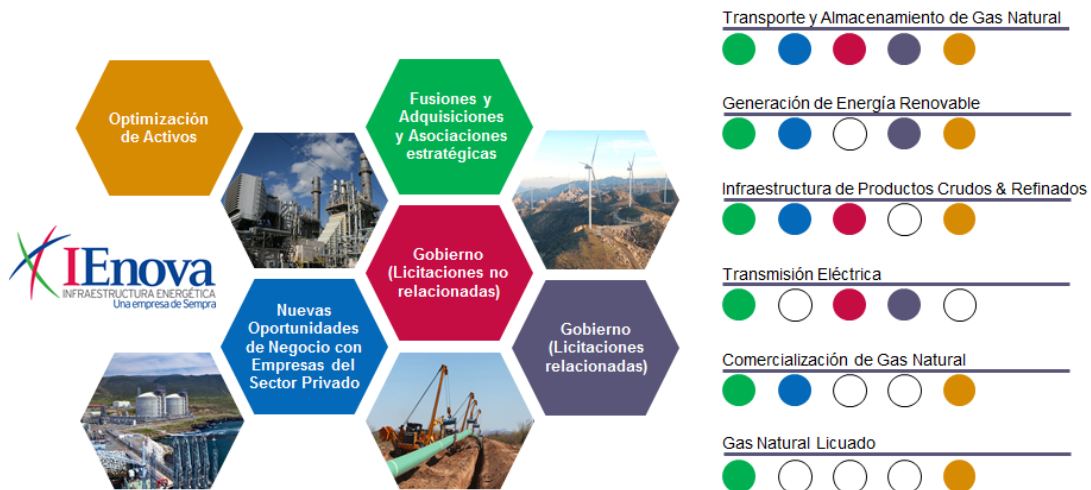 Optimización
de Activos
Fusiones y
Adquisiciones
y Asociaciones
estratégicas
IEnova
INFRAESTRUCTURA ENERGÉTICA
Una empresa de Sempra
Gobierno
(Licitaciones no
relacionadas)
Nuevas
Oportunidades
de Negocio con
Empresas del
Sector Privado
Gobierno
(Licitaciones
relacionadas)
Transporte y Almacenamiento de Gas Natural
Generación de Energía Renovable
Infraestructura de Productos Crudos & Refinados
Transmisión Eléctrica
Comercialización de Gas Natural
Gas Natural Licuado